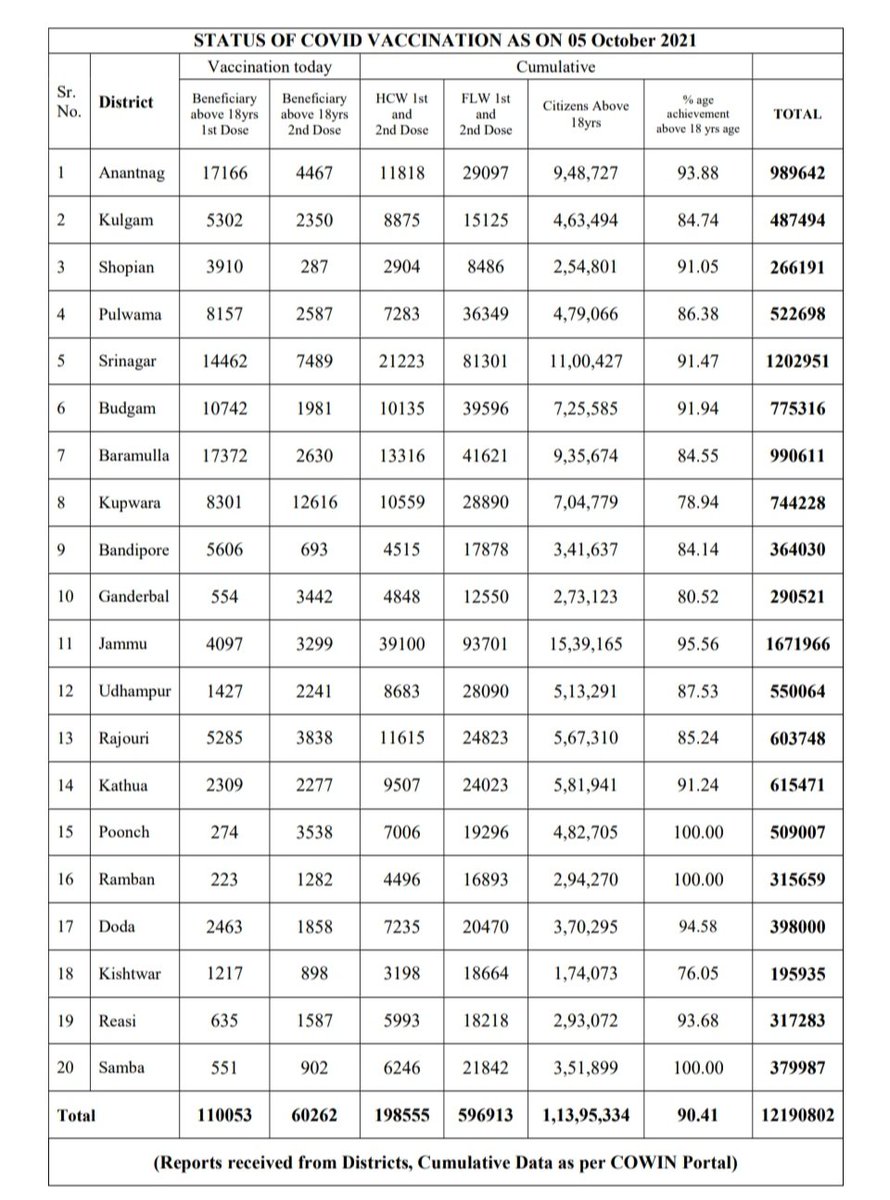 STATUS OF COVID VACCINATION AS ON 05 October 2021
Sr. No. District Vaccination today Cumulative
Beneficiary above 18yrs 1st Dose Beneficiary above 18yrs 2nd Dose HCW 1st and 2nd Dose FLW 1st and 2nd Dose Citizens Above 18yrs % age achievement above 18 yrs age TOTAL
1 Anantnag 17166 4467 11818 29097 9,48,727 93.88 989642
2 Kulgam 5302 2350 8875 15125 4,63,494 84.74 487494
3 Shopian 3910 287 2904 8486 2,54,801 91.05 266191
4 Pulwama 8157 2587 7283 36349 4,79,066 86.38 522698
5 Srinagar 14462 7489 21223 81301 11,00,427 91.47 1202951
6 Budgam 10742 1981 10135 39596 7,25,585 91.94 775316
7 Baramulla 17372 2630 13316 41621 9,35,674 84.55 990611
8 Kupwara 8301 12616 10559 28890 7,04,779 78.94 744228
9 Bandipore 5606 693 4515 17878 3,41,637 84.14 364030
10 Ganderbal 554 3442 4848 12550 2,73,123 80.52 290521
11 Jammu 4097 3299 39100 93701 15,39,165 95.56 1671966
12 Udhampur 1427 2241 8683 28090 5,13,291 87.53 550064
13 Rajouri 5285 3838 11615 24823 5,67,310 85.24 603748
14 Kathua 2309 2277 9507 24023 5,81,941 91.24 615471
15 Poonch 274 3538 7006 19296 4,82,705 100.00 509007
16 Ramban 223 1282 4496 16893 2,94,270 100.00 315659
17 Doda 2463 1858 7235 20470 3,70,295 94.58 398000
18 Kishtwar 1217 898 3198 18664 1,74,073 76.05 195935
19 Reasi 635 1587 5993 18218 2,93,072 93.68 317283
20 Samba 551 902 6246 21842 3,51,899 100.00 379987
Total 110053 60262 198555 596913 1,13,95,334 90.41 12190802
(Reports received from Districts, Cumulative Data as per COWIN Portal)